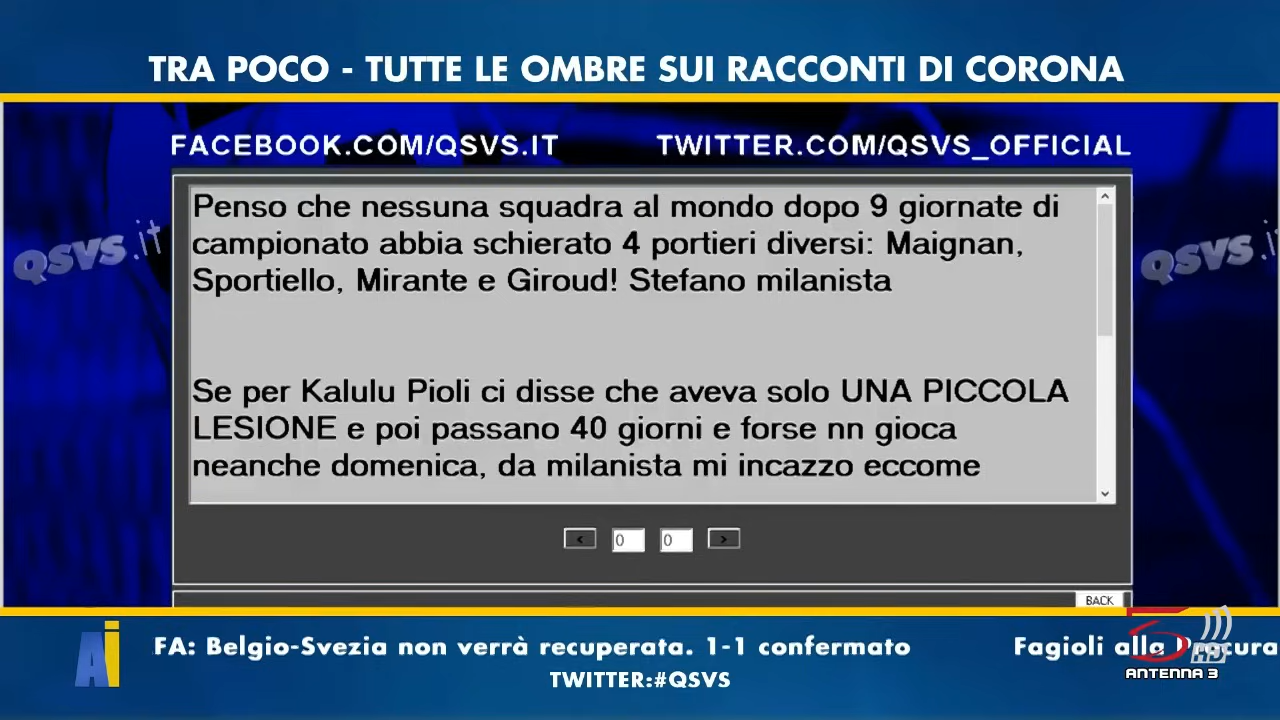 TRA POCO - TUTTE LE OMBRE SUI RACCONTI DI CORONA
FACEBOOK.COM/QSVS.IT TWITTER.COM/QSVS_OFFICIAL
Penso che nessuna squadra al mondo dopo 9 giornate di
campionato abbia schierato 4 portieri diversi: Maignan,
Sportiello, Mirante e Giroud! Stefano milanista
QSVS.it
QSVS.i
Se per Kalulu Pioli ci disse che aveva solo UNA PICCOLA
LESIONE e poi passano 40 giorni e forse nn gioca
neanche domenica, da milanista mi incazzo eccome
< 0 0 >
BACK
Ai
FA: Belgio-Svezia non verrà recuperata. 1-1 confermato Fagioli alla
HD
ANTENNA 3
TWITTER:#QSVS